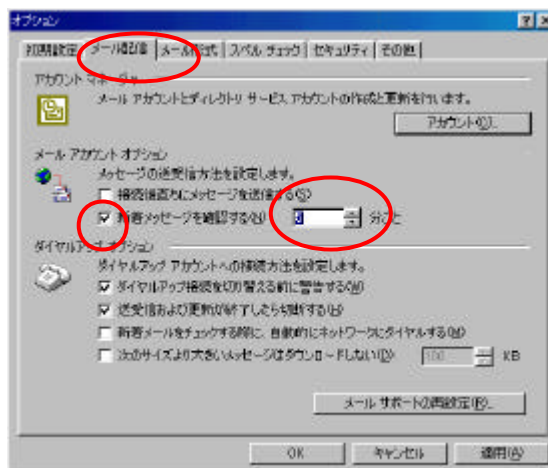 オプション
初期設定 メール配信 メール形式 スペル チェック セキュリティ その他
アカウント マネージャ
メール アカウントとディレクトリ サービス アカウントの作成と更新を行います。
アカウント(C)...
メール アカウント オプション
メッセージの送受信方法を設定します。
接続後直ちにメッセージを送信する(S)
新着メッセージを確認する(N) 分ごと
ダイヤルアップ オプション
ダイヤルアップ アカウントへの接続方法を設定します。
ダイヤルアップ接続を切り替える前に警告する(W)
送受信および更新が終了したら切断する(H)
新着メールをチェックする際に、自動的にネットワークにダイヤルする(M)
次のサイズより大きいメッセージはダウンロードしない(D) 100 KB
メール サポートの再設定(R)...
OK キャンセル 適用(A)